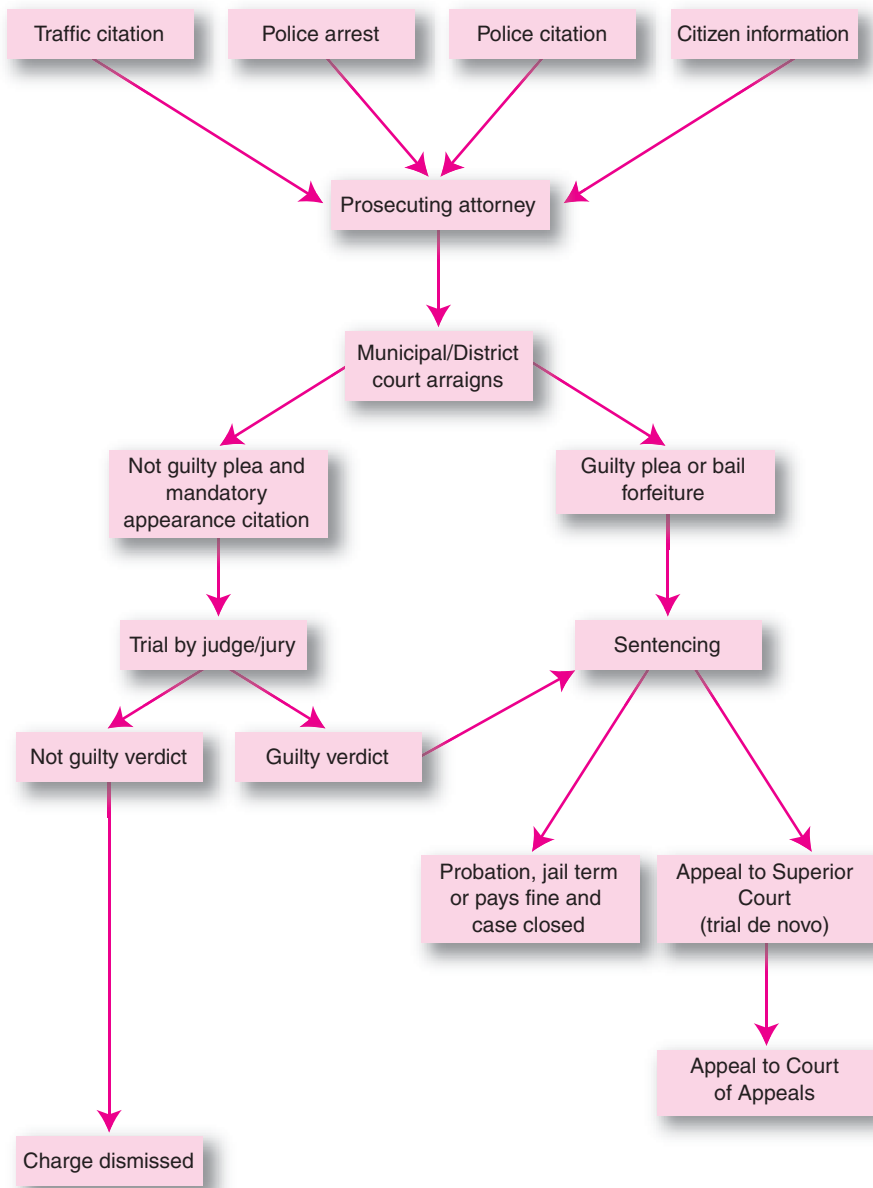 Traffic citation
Police arrest
Police citation
Citizen information
Prosecuting attorney
Municipal/District
court arraigns
Not guilty plea and
mandatory
appearance citation
Guilty plea or bail
forfeiture
Trial by judge/jury
Sentencing
Not guilty verdict
Guilty verdict
Probation, jail term
or pays fine and
case closed
Appeal to Superior
Court
(trial de novo)
Appeal to Court
of Appeals
Charge dismissed